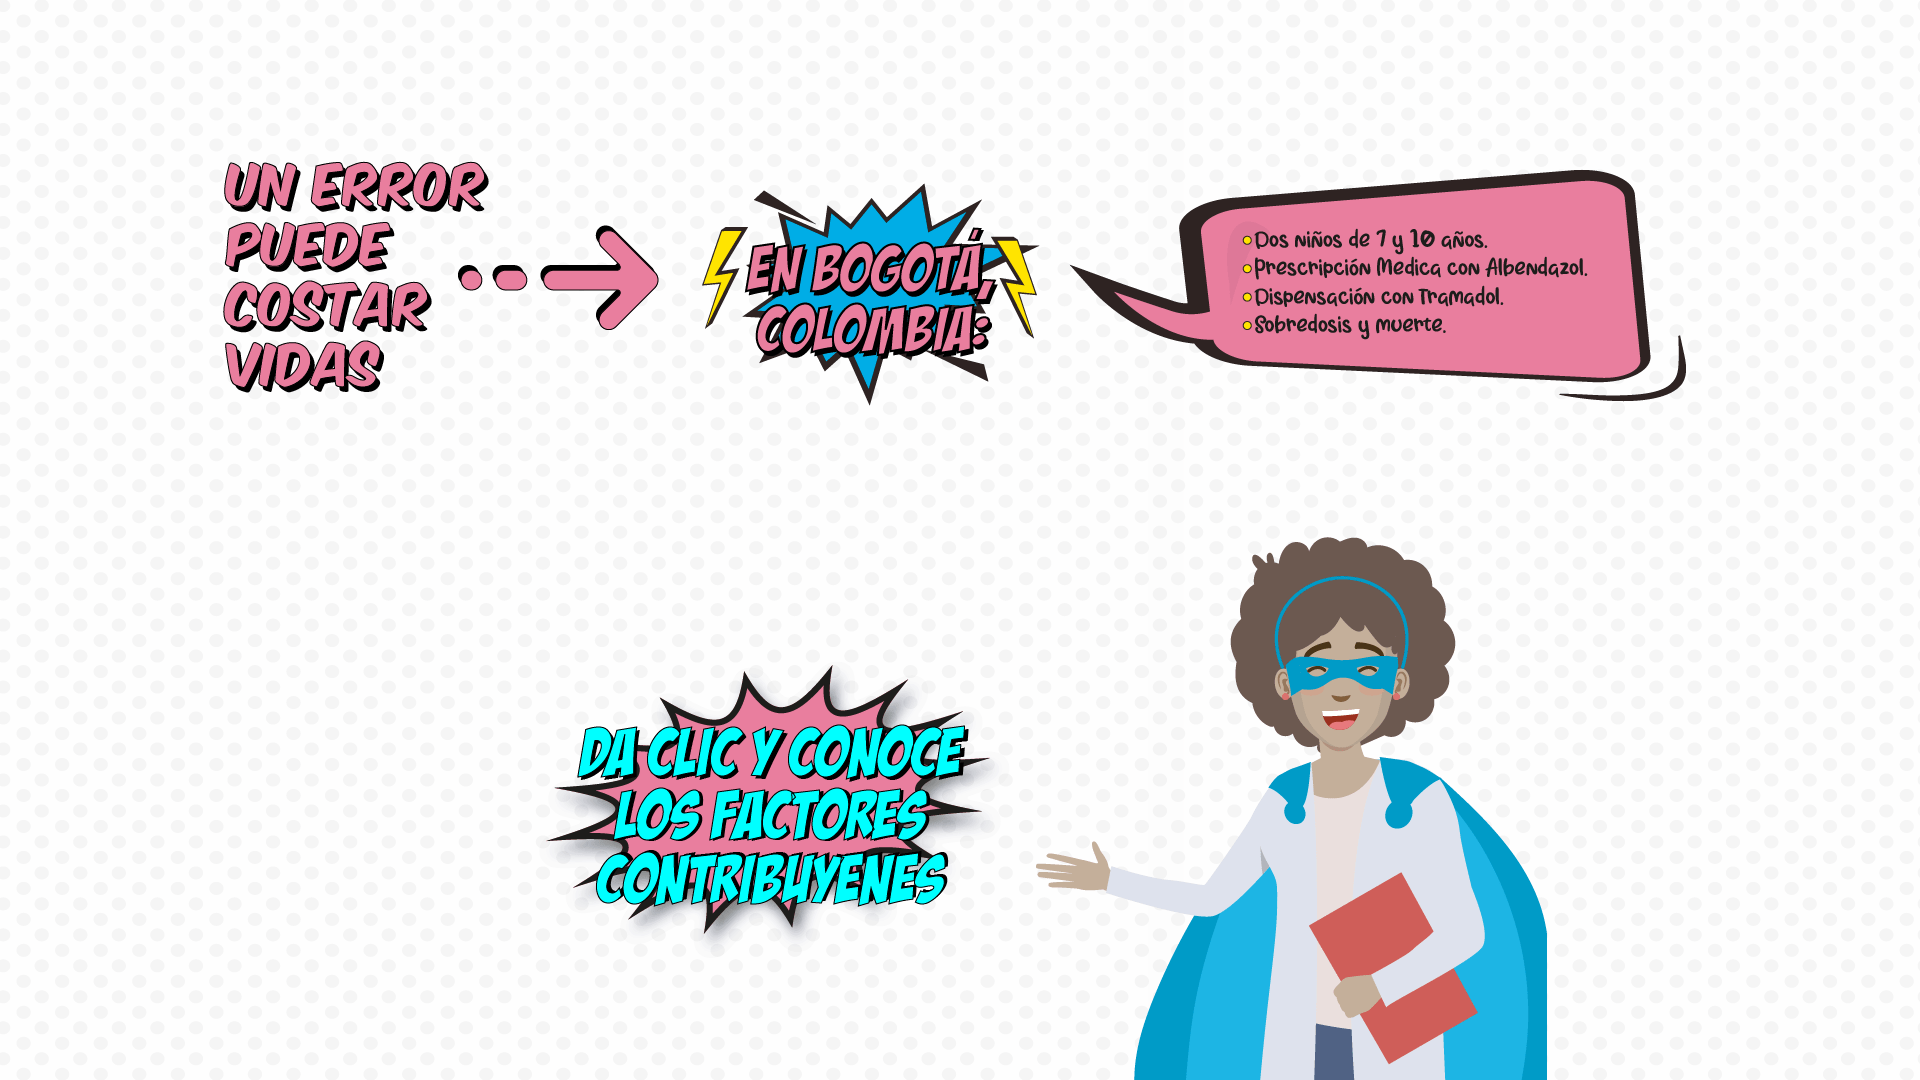 UN ERROR
PUEDE
COSTAR
VIDAS
EN BOGOTÁ,
COLOMBIA:
Dos niños de 7 y 10 años.
Prescripción Medica con Albendazol.
Dispensación con Tramadol.
Sobredosis y muerte.
DA CLIC Y CONOCE
LOS FACTORES
CONTRIBUYENES